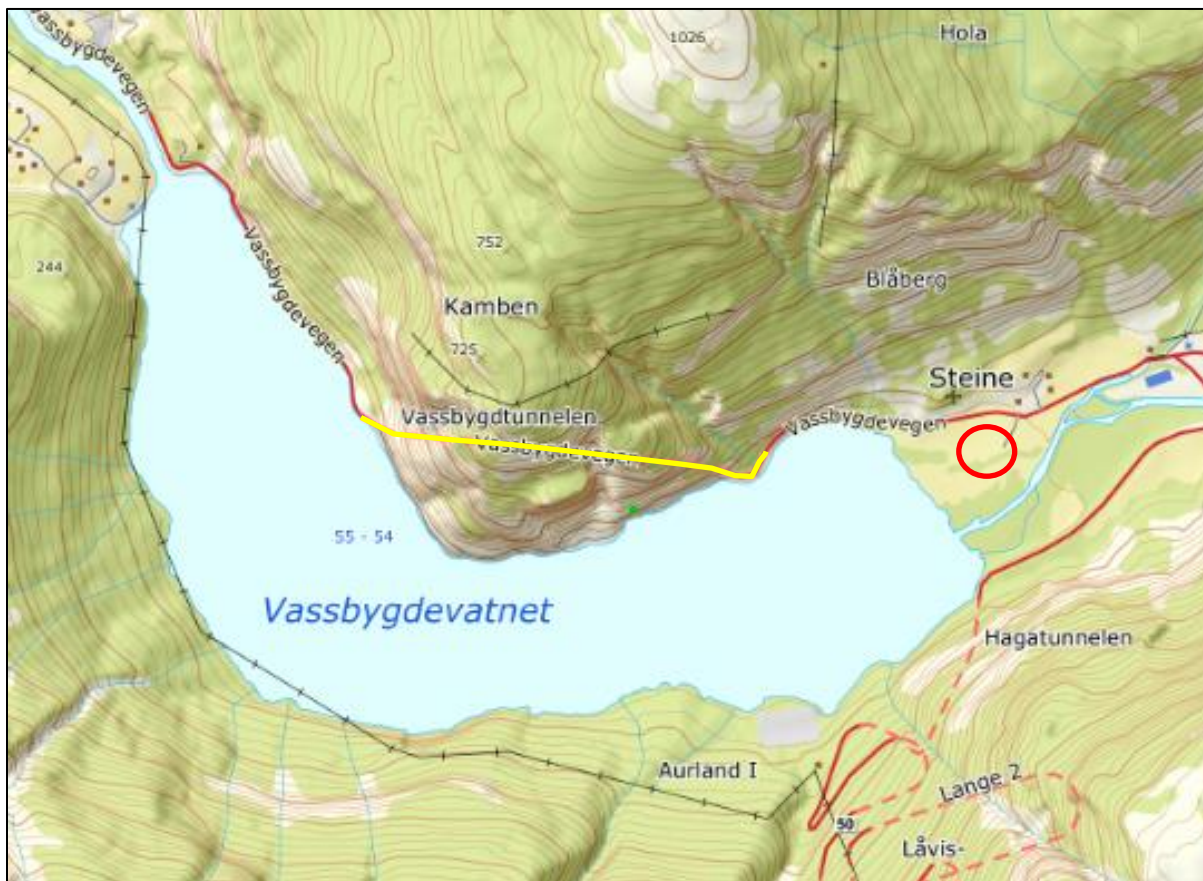 Vassbygdevegen
1026
Hola
244
752
Vassbygdevegen
Kamben
Blåberg
725
Steine
Vassbygdtunnelen
Vassbygdevegen
Vassbygdevegen
55 - 54
Vassbygdevatnet
Hagatunnelen
Aurland I
Lange 2
50
Låvis-